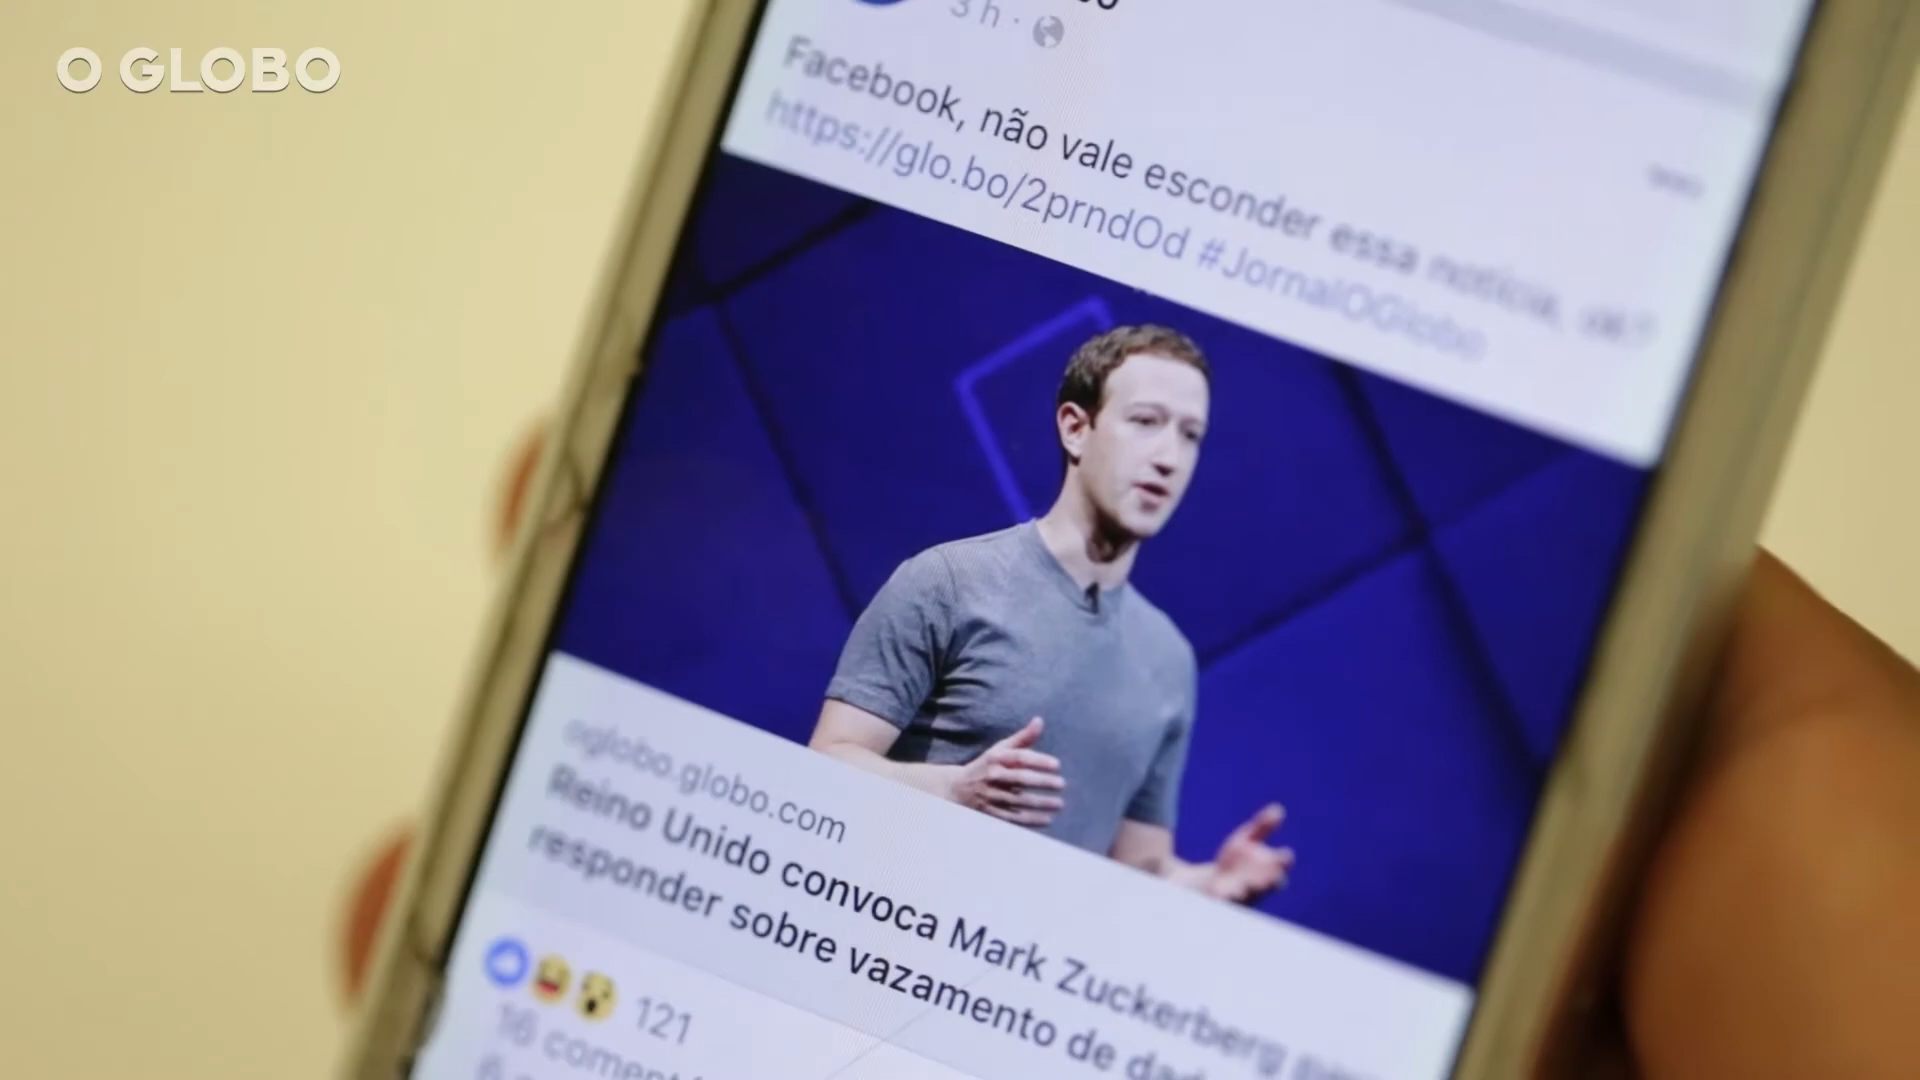 O GLOBO
3 h
Facebook, não vale esconder essa notícia, ok?
https://glo.bo/2prndOd #JornalOGlobo
oglobo.globo.com
Reino Unido convoca Mark Zuckerberg para
responder sobre vazamento de
121
16